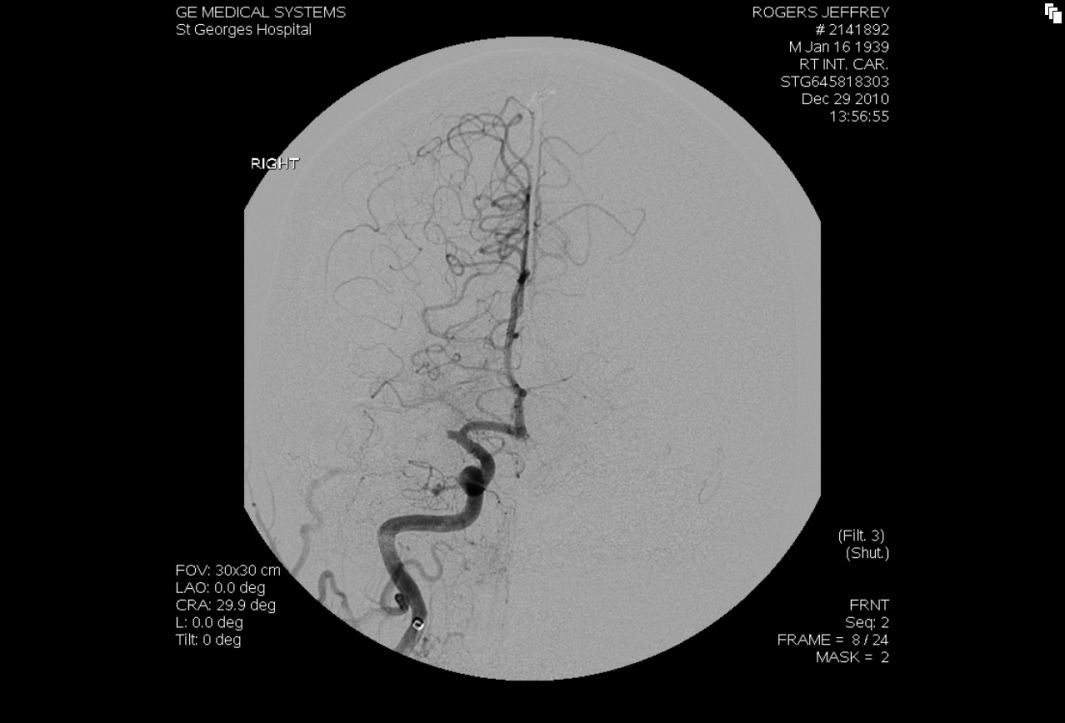 GE MEDICAL SYSTEMS
St Georges Hospital
ROGERS JEFFREY
# 2141892
M Jan 16 1939
RT INT. CAR.
STG645818303
Dec 29 2010
13:56:55
RIGHT
(Filt. 3)
(Shut.)
FOV: 30x30 cm
LAO: 0.0 deg
CRA: 29.9 deg
L: 0.0 deg
Tilt: 0 deg
FRNT
Seq: 2
FRAME = 8 / 24
MASK = 2